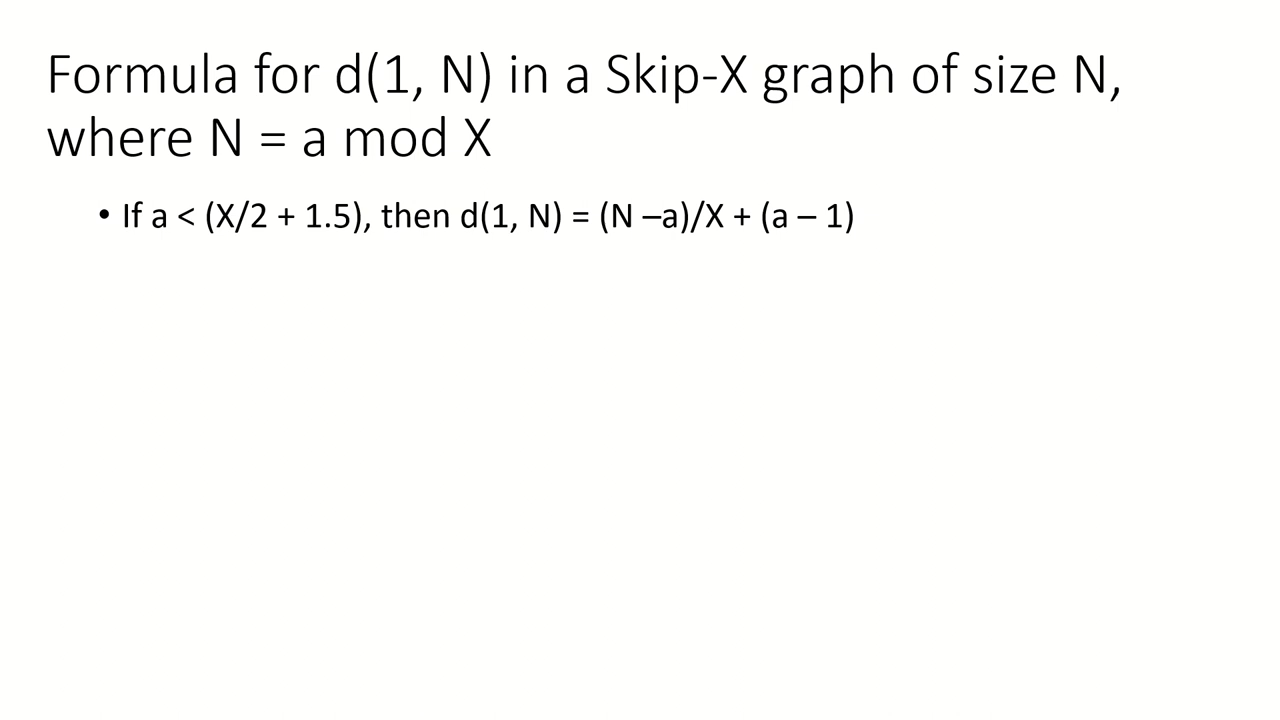 Formula for d(1, N) in a Skip-X graph of size N,
where N = a mod X
• If a < (X/2 + 1.5), then d(1, N) = (N –a)/X + (a – 1)